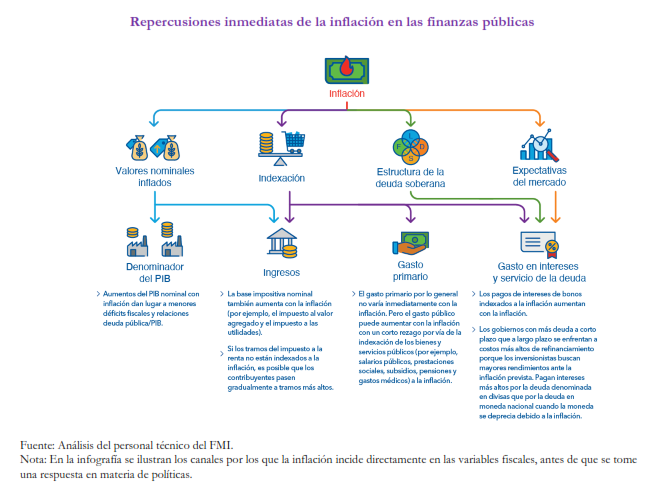 Repercusiones inmediatas de la inflación en las finanzas públicas
Inflación
Valores nominales
inflados
Indexación
Estructura de la
deuda soberana
Expectativas
del mercado
F
D
S
Denominador
del PIB
Ingresos
Gasto
primario
Gasto en intereses
y servicio de la deuda
> Aumentos del PIB nominal con
inflación dan lugar a menores
déficits fiscales y relaciones
deuda pública/PIB.
> La base impositiva nominal
también aumenta con la inflación
(por ejemplo, el impuesto al valor
agregado y el impuesto a las
utilidades).
> Si los tramos del impuesto a la
renta no están indexados a la
inflación, es posible que los
contribuyentes pasen
gradualmente a tramos más altos.
> El gasto primario por lo general
no varía inmediatamente con la
inflación. Pero el gasto público
puede aumentar con la inflación
con un corto rezago por vía de la
indexación de los bienes y
servicios públicos (por ejemplo,
salarios públicos, prestaciones
sociales, subsidios, pensiones y
gastos médicos) a la inflación.
> Los pagos de intereses de bonos
indexados a la inflación aumentan
con la inflación.
> Los gobiernos con más deuda a corto
plazo que a largo plazo se enfrentan a
costos más altos de refinanciamiento
porque los inversionistas buscan
mayores rendimientos ante la
inflación prevista. Pagan intereses
más altos por la deuda denominada
en divisas que por la deuda en
moneda nacional cuando la moneda
se deprecia debido a la inflación.
Fuente: Análisis del personal técnico del FMI.
Nota: En la infografía se ilustran los canales por los que la inflación incide directamente en las variables fiscales, antes de que se tome
una respuesta en materia de políticas.